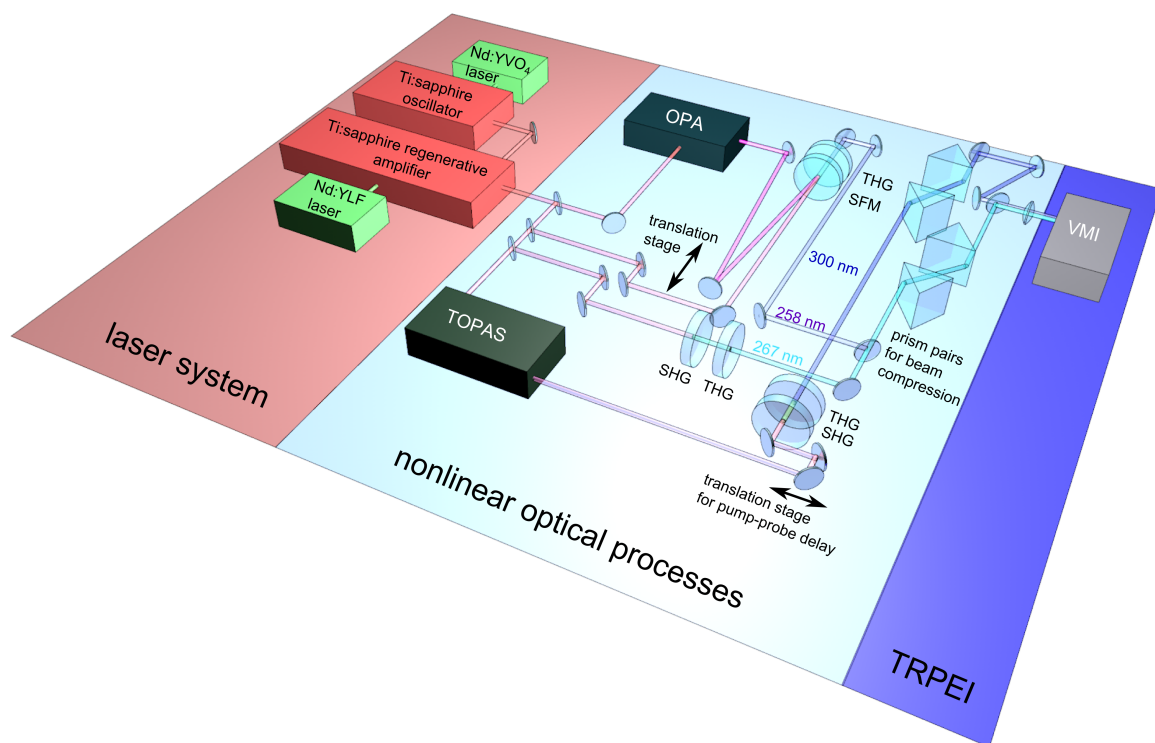 Nd:YVO4
laser
Ti:sapphire
oscillator
Ti:sapphire regenerative
amplifier
Nd:YLF
laser
laser system
OPA
THG
SFM
translation
stage
300 nm
258 nm
267 nm
TOPAS
SHG THG
prism pairs
for beam
compression
THG
SHG
translation stage
for pump-probe delay
nonlinear optical processes
VMI
TRPEI